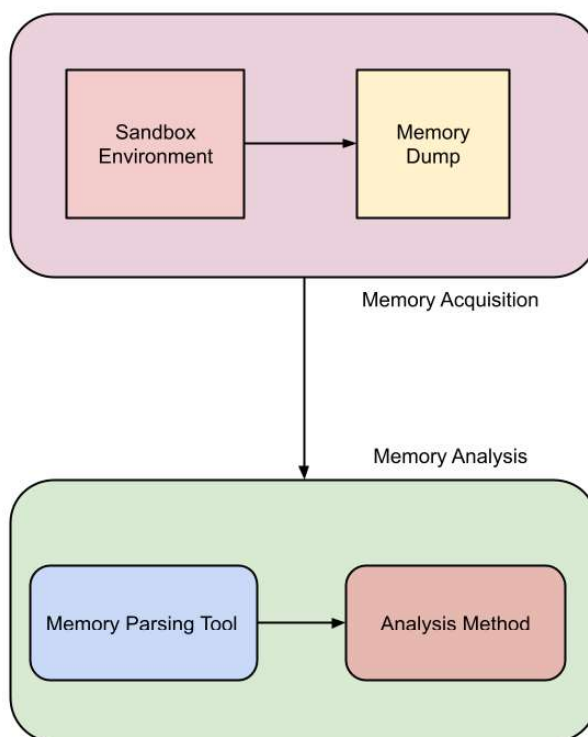 Sandbox
Environment
Memory
Dump
Memory Acquisition
Memory Analysis
Memory Parsing Tool
Analysis Method